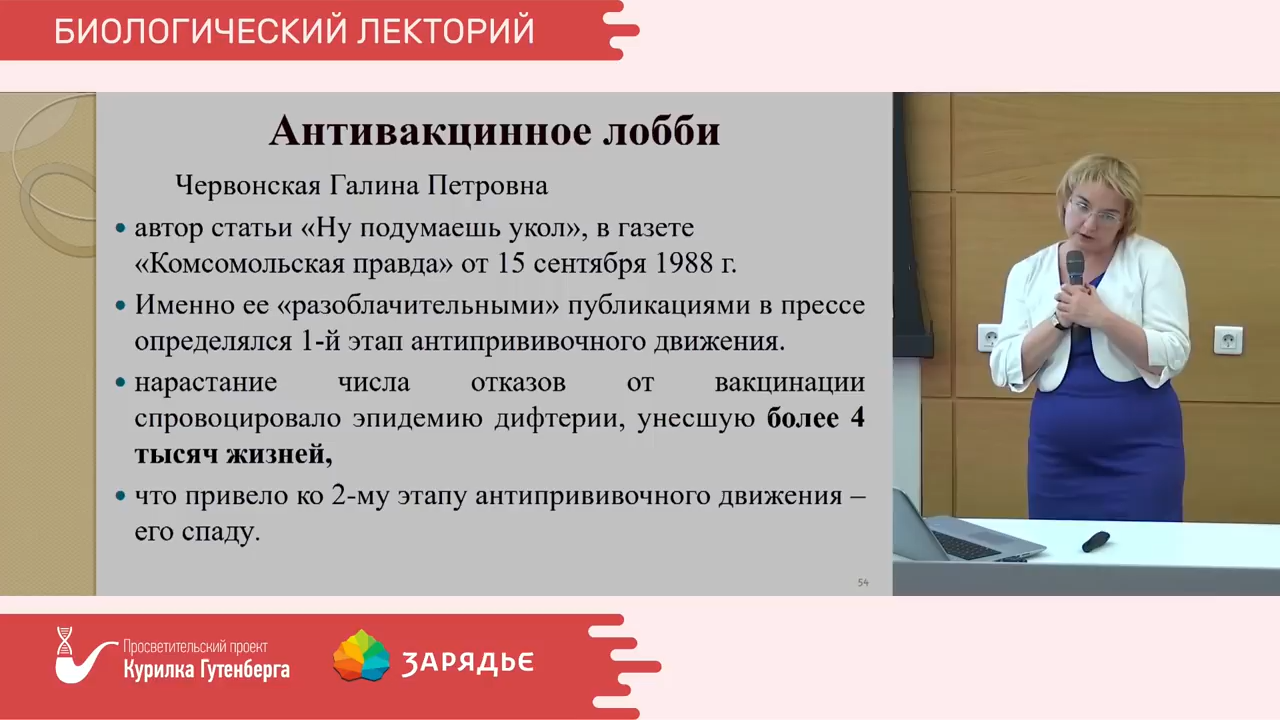 БИОЛОГИЧЕСКИЙ ЛЕКТОРИЙ
Антивакцинное лобби
Червонская Галина Петровна
• автор статьи «Ну подумаешь укол», в газете
«Комсомольская правда» от 15 сентября 1988 г.
• Именно ее «разоблачительными» публикациями в прессе
определялся 1-й этап антипрививочного движения.
• нарастание числа отказов от вакцинации
спровоцировало эпидемию дифтерии, унесшую более 4
тысяч жизней,
• что привело ко 2-му этапу антипрививочного движения –
его спаду.
54
Просветительский проект
Курилка Гутенберга
ЗАРЯДЬЕ